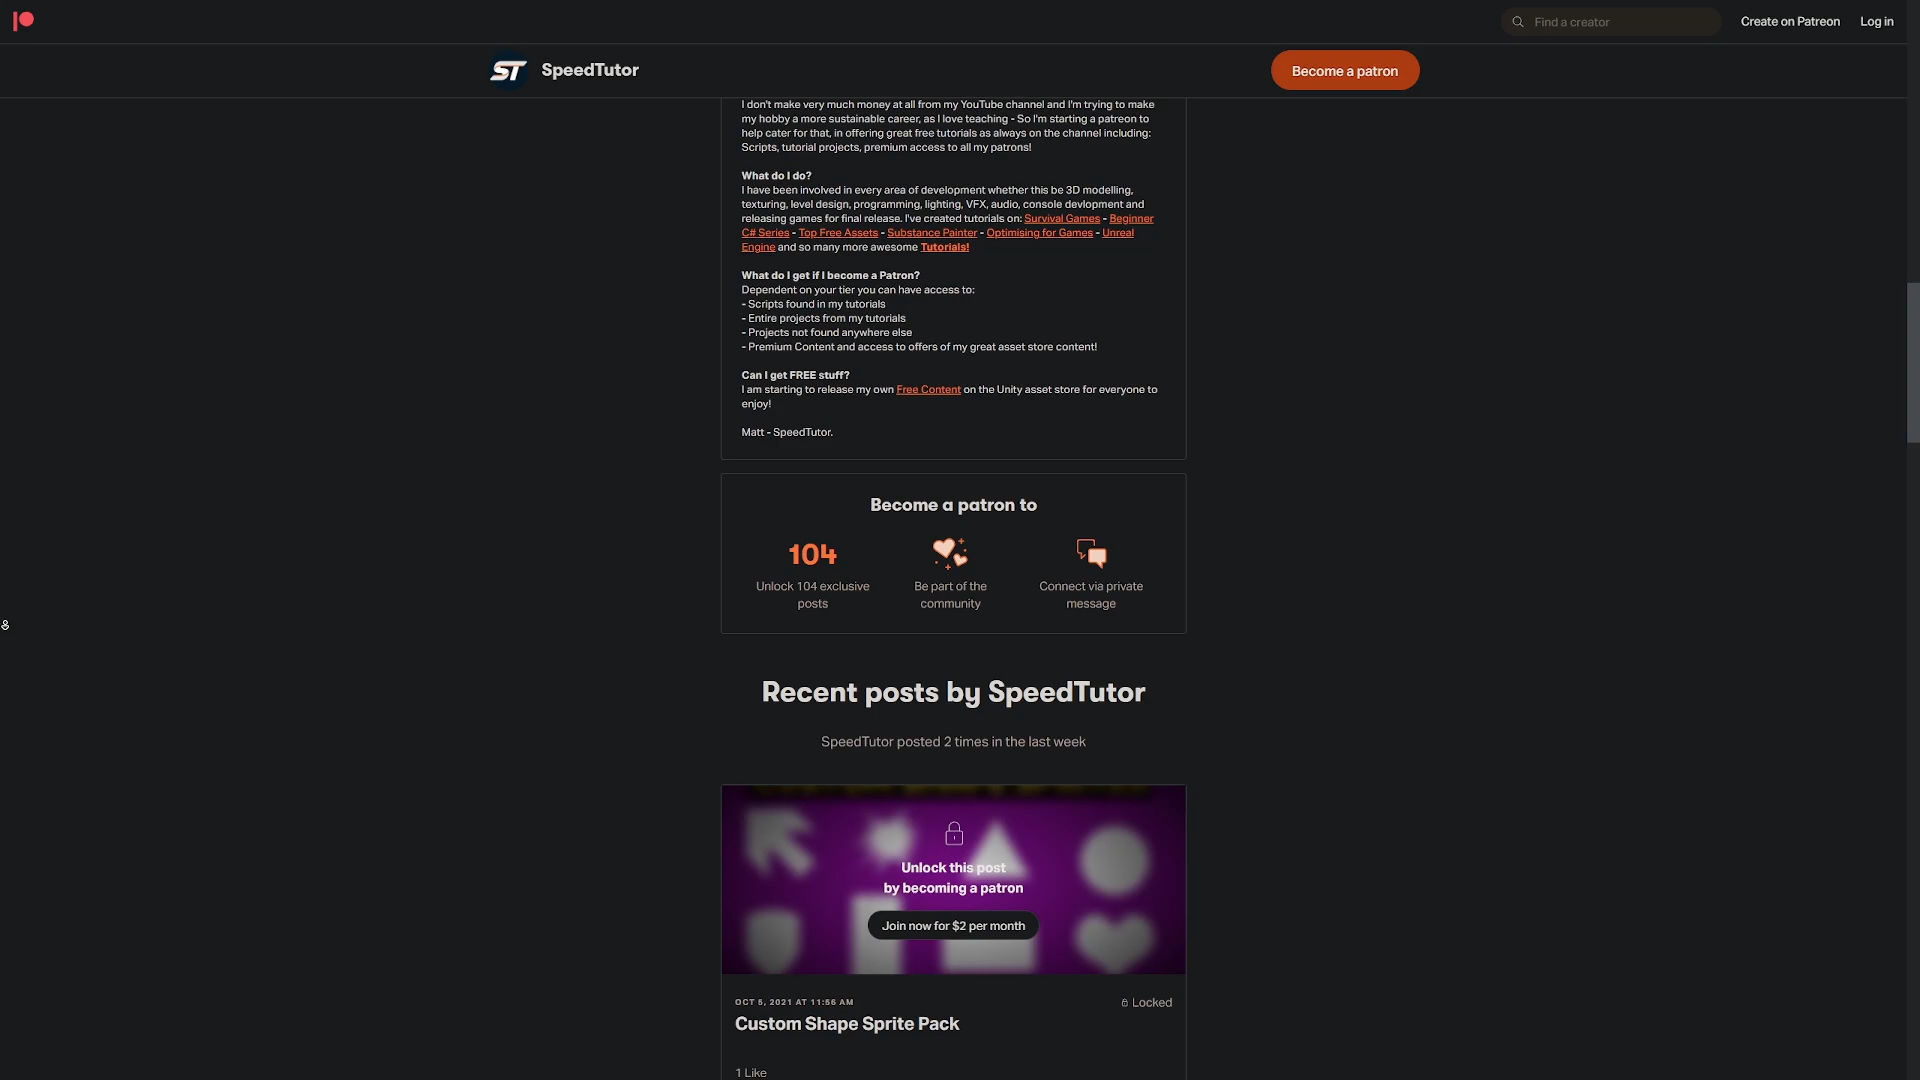 Find a creator
Create on Patreon
Log in
ST
SpeedTutor
Become a patron
I don't make very much money at all from my YouTube channel and I'm trying to make
my hobby a more sustainable career, as I love teaching - So I'm starting a patreon to
help cater for that, in offering great free tutorials as always on the channel including:
Scripts, tutorial projects, premium access to all my patrons!
What do I do?
I have been involved in every area of development whether this be 3D modelling,
texturing, level design, programming, lighting, VFX, audio, console devlopment and
releasing games for final release. I've created tutorials on: Survival Games - Beginner
C# Series - Top Free Assets - Substance Painter - Optimising for Games - Unreal
Engine and so many more awesome Tutorials!
What do I get if I become a Patron?
Dependent on your tier you can have access to:
- Scripts found in my tutorials
- Entire projects from my tutorials
- Projects not found anywhere else
- Premium Content and access to offers of my great asset store content!
Can I get FREE stuff?
I am starting to release my own Free Content on the Unity asset store for everyone to
enjoy!
Matt - SpeedTutor.
Become a patron to
104
Unlock 104 exclusive
posts
Be part of the
community
Connect via private
message
Recent posts by SpeedTutor
SpeedTutor posted 2 times in the last week
Unlock this post
by becoming a patron
Join now for $2 per month
OCT 5, 2021 AT 11:56 AM
Locked
Custom Shape Sprite Pack
1 Like